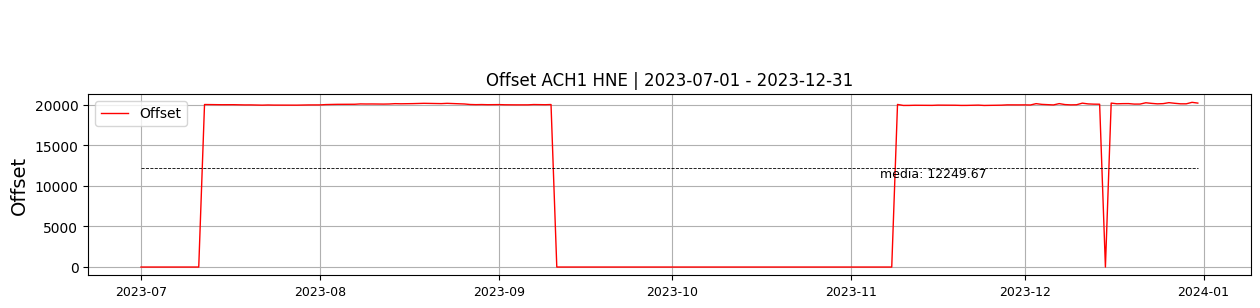 Offset ACH1 HNE | 2023-07-01 - 2023-12-31
Offset
Offset
20000
15000
10000
5000
0
media: 12249.67
2023-07 2023-08 2023-09 2023-10 2023-11 2023-12 2024-01